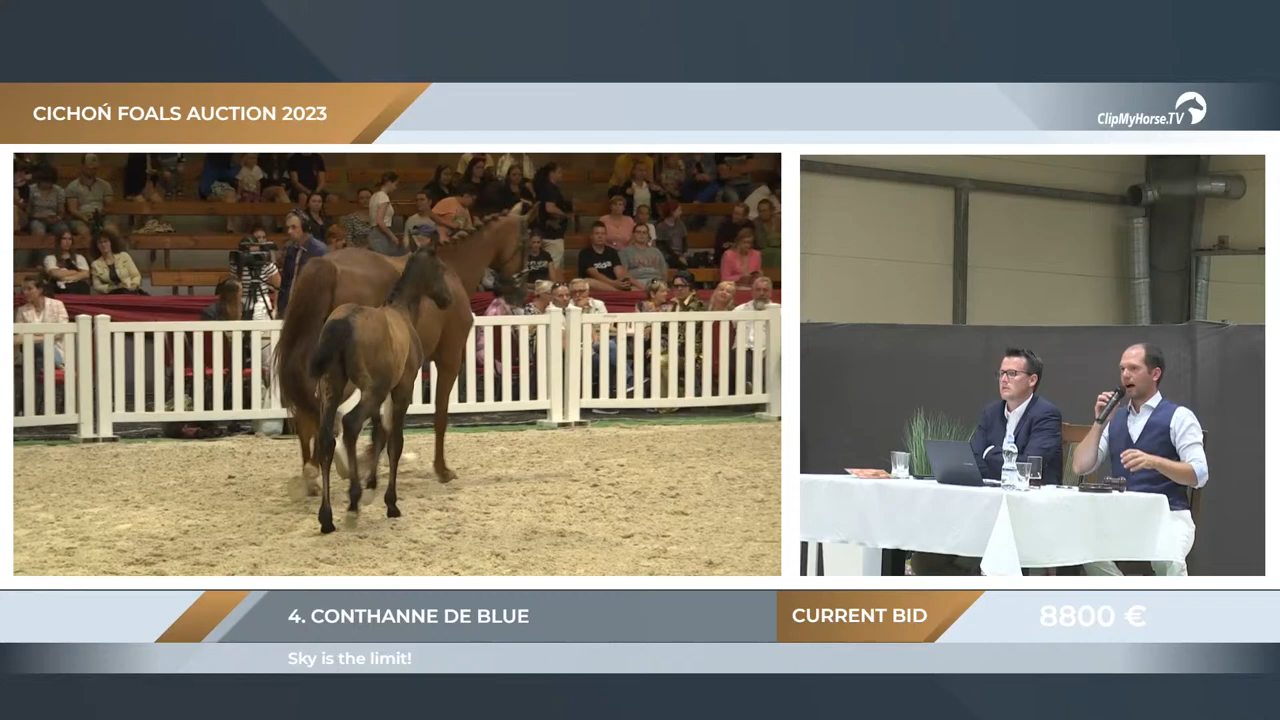 CICHOŃ FOALS AUCTION 2023
ClipMyHorse.TV
4. CONTHANNE DE BLUE
CURRENT BID
8800 €
Sky is the limit!